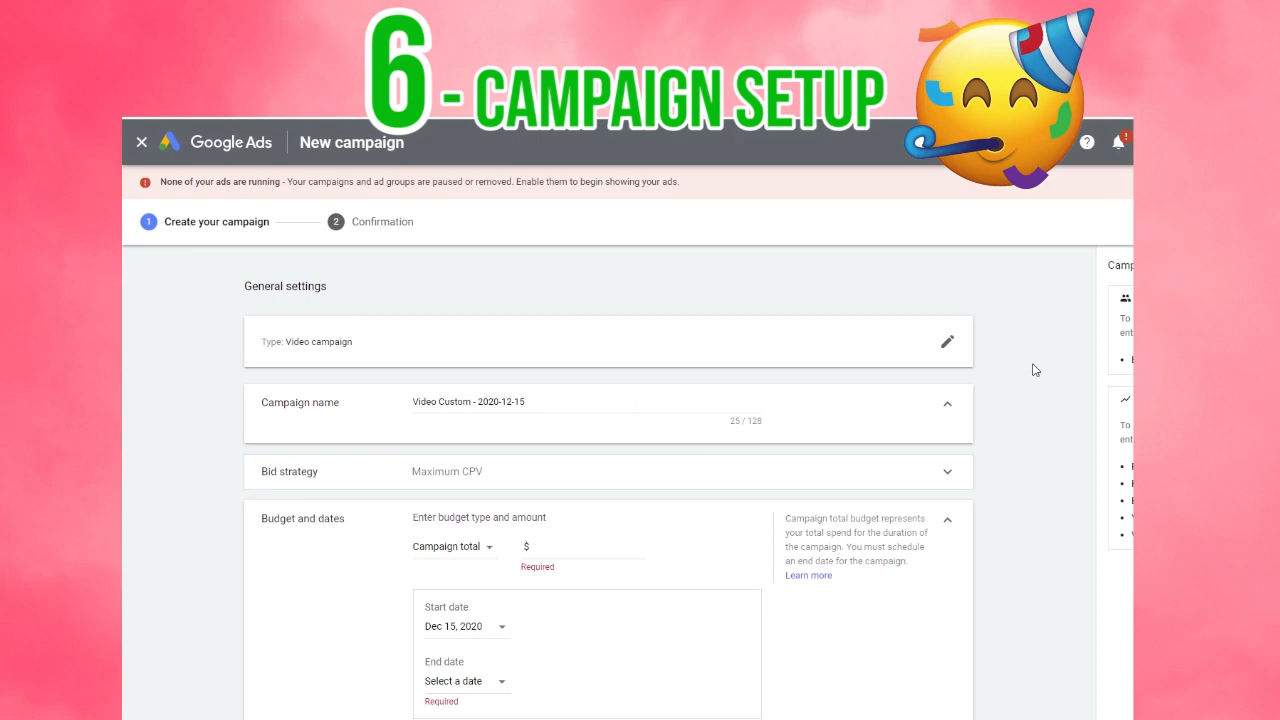 6 - CAMPAIGN SETUP
Google Ads New campaign
None of your ads are running - Your campaigns and ad groups are paused or removed. Enable them to begin showing your ads.
1 Create your campaign 2 Confirmation
General settings
Type: Video campaign
Campaign name Video Custom - 2020-12-15
25 / 128
Bid strategy Maximum CPV
Budget and dates
Enter budget type and amount
Campaign total $
Required
Campaign total budget represents
your total spend for the duration of
the campaign. You must schedule
an end date for the campaign.
Learn more
Start date
Dec 15, 2020
End date
Select a date
Required
Camp
To
ent
To
ent